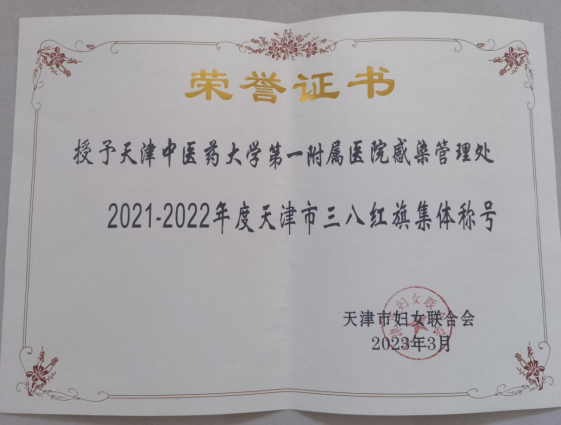 荣誉证书
授予天津中医药大学第一附属医院感染管理处
2021-2022年度天津市三八红旗集体称号
天津市妇女联合会
2023年3月